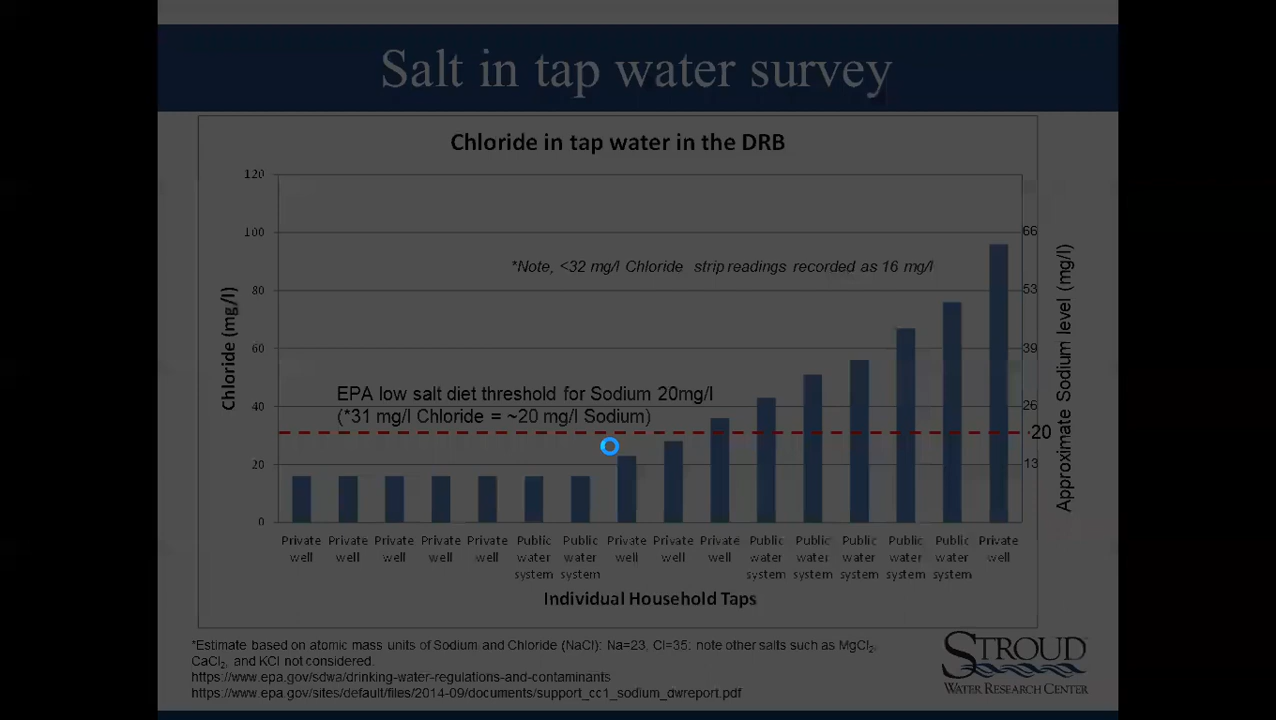 Salt in tap water survey
Chloride in tap water in the DRB
120
100
80
60
40
20
0
Chloride (mg/l)
*Note, <32 mg/l Chloride strip readings recorded as 16 mg/l
EPA low salt diet threshold for Sodium 20mg/l
(*31 mg/l Chloride = ~20 mg/l Sodium)
66
53
39
26
20
13
Approximate Sodium level (mg/l)
Private Private Private Private Private Public Public Private Private Private Public Public Public Public Public Private
well well well well well water water well well well water water water water water well
system system system system system system system
Individual Household Taps
*Estimate based on atomic mass units of Sodium and Chloride (NaCl): Na=23, Cl=35: note other salts such as MgCl₂,
CaCl₂, and KCl not considered.
https://www.epa.gov/sdwa/drinking-water-regulations-and-contaminants
https://www.epa.gov/sites/default/files/2014-09/documents/support_cc1_sodium_dwreport.pdf
STROUD
WATER RESEARCH CENTER